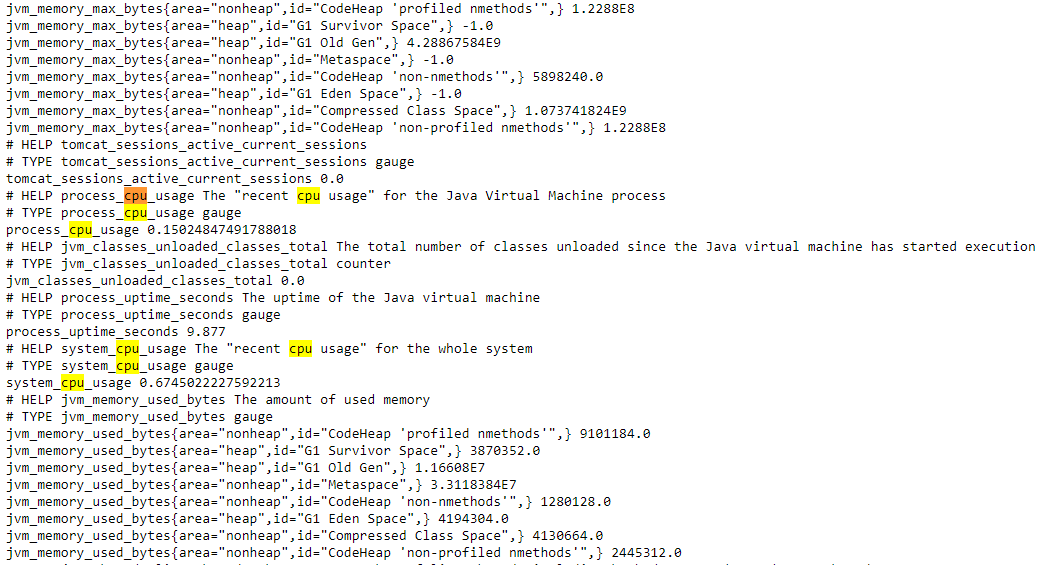 jvm_memory_max_bytes{area="nonheap",id="CodeHeap 'profiled nmethods'",} 1.2288E8
jvm_memory_max_bytes{area="heap",id="G1 Survivor Space",} -1.0
jvm_memory_max_bytes{area="heap",id="G1 Old Gen",} 4.28867584E9
jvm_memory_max_bytes{area="nonheap",id="Metaspace",} -1.0
jvm_memory_max_bytes{area="nonheap",id="CodeHeap 'non-nmethods'",} 5898240.0
jvm_memory_max_bytes{area="heap",id="G1 Eden Space",} -1.0
jvm_memory_max_bytes{area="nonheap",id="Compressed Class Space",} 1.073741824E9
jvm_memory_max_bytes{area="nonheap",id="CodeHeap 'non-profiled nmethods'",} 1.2288E8
# HELP tomcat_sessions_active_current_sessions
# TYPE tomcat_sessions_active_current_sessions gauge
tomcat_sessions_active_current_sessions 0.0
# HELP process_cpu_usage The "recent cpu usage" for the Java Virtual Machine process
# TYPE process_cpu_usage gauge
process_cpu_usage 0.15024847491788018
# HELP jvm_classes_unloaded_classes_total The total number of classes unloaded since the Java virtual machine has started execution
# TYPE jvm_classes_unloaded_classes_total counter
jvm_classes_unloaded_classes_total 0.0
# HELP process_uptime_seconds The uptime of the Java virtual machine
# TYPE process_uptime_seconds gauge
process_uptime_seconds 9.877
# HELP system_cpu_usage The "recent cpu usage" for the whole system
# TYPE system_cpu_usage gauge
system_cpu_usage 0.6745022227592213
# HELP jvm_memory_used_bytes The amount of used memory
# TYPE jvm_memory_used_bytes gauge
jvm_memory_used_bytes{area="nonheap",id="CodeHeap 'profiled nmethods'",} 9101184.0
jvm_memory_used_bytes{area="heap",id="G1 Survivor Space",} 3870352.0
jvm_memory_used_bytes{area="heap",id="G1 Old Gen",} 1.16608E7
jvm_memory_used_bytes{area="nonheap",id="Metaspace",} 3.3118384E7
jvm_memory_used_bytes{area="nonheap",id="CodeHeap 'non-nmethods'",} 1280128.0
jvm_memory_used_bytes{area="heap",id="G1 Eden Space",} 4194304.0
jvm_memory_used_bytes{area="nonheap",id="Compressed Class Space",} 4130664.0
jvm_memory_used_bytes{area="nonheap",id="CodeHeap 'non-profiled nmethods'",} 2445312.0